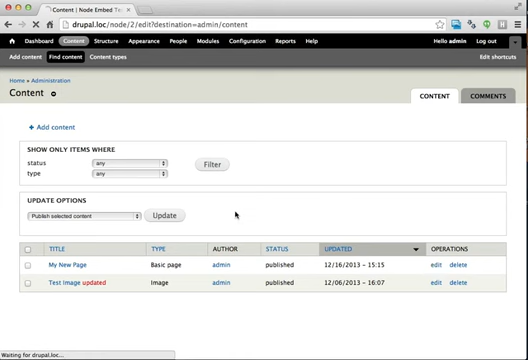 Content | Node Embed Te
drupal.loc/node/2/edit?destination=admin/content
Dashboard Content Structure Appearance People Modules Configuration Reports Help Hello admin Log out
Add content Find content Content types Edit shortcuts
Home » Administration
Content
CONTENT COMMENTS
+ Add content
SHOW ONLY ITEMS WHERE
status any
type any
Filter
UPDATE OPTIONS
Publish selected content Update
TITLE TYPE AUTHOR STATUS UPDATED OPERATIONS
My New Page Basic page admin published 12/16/2013 - 15:15 edit delete
Test Image updated Image admin published 12/06/2013 - 16:07 edit delete
Waiting for drupal.loc...